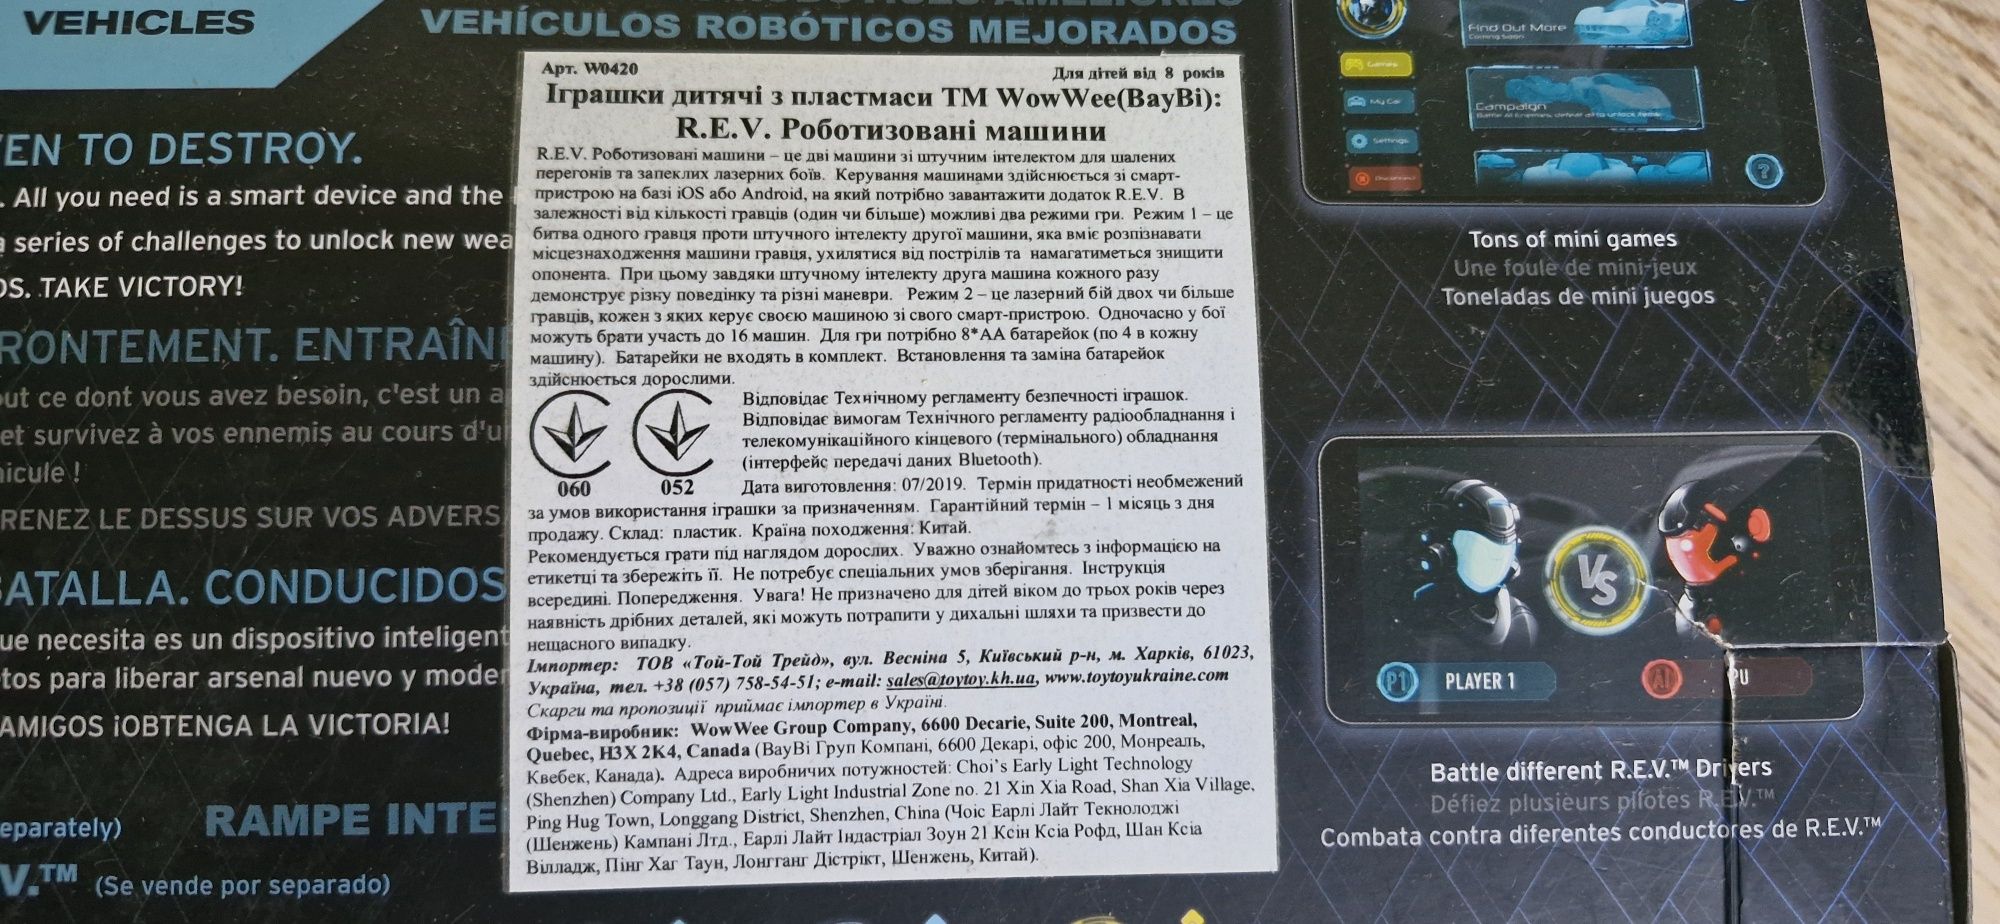 VEHICLES
VEHÍCULOS ROBÓTICOS MEJORADOS
EN TO DESTROY.
. All you need is a smart device and the
a series of challenges to unlock new wea
OS. TAKE VICTORY!
RONTEMENT. ENTRAÎN
out ce dont vous avez besoin, c'est un a
et survivez à vos ennemis au cours d'u
hicule !
RENEZ LE DESSUS SUR VOS ADVERS
BATALLA. CONDUCIDOS
ue necesita es un dispositivo inteligent
tos para liberar arsenal nuevo y moder
AMIGOS ¡OBTENGA LA VICTORIA!
eparately)
RAMPE INTE
V.™ (Se vende por separado)
Арт. W0420
Для дітей від 8 років
Іграшки дитячі з пластмаси ТМ WowWee(BayBi):
R.E.V. Роботизовані машини
R.E.V. Роботизовані машини – це дві машини зі штучним інтелектом для шалених
перегонів та запеклих лазерних боїв. Керування машинами здійснюється зі смарт-
пристрою на базі iOS або Android, на який потрібно завантажити додаток R.E.V. В
залежності від кількості гравців (один чи більше) можливі два режими гри. Режим 1 – це
битва одного гравця проти штучного інтелекту другої машини, яка вміє розпізнавати
місцезнаходження машини гравця, ухилятися від пострілів та намагатиметься знищити
опонента. При цьому завдяки штучному інтелекту друга машина кожного разу
демонструє різну поведінку та різні маневри. Режим 2 – це лазерний бій двох чи більше
гравців, кожен з яких керує своєю машиною зі свого смарт-пристрою. Одночасно у бої
можуть брати участь до 16 машин. Для гри потрібно 8*АА батарейок (по 4 в кожну
машину). Батарейки не входять в комплект. Встановлення та заміна батарейок
здійснюється дорослими.
Відповідає Технічному регламенту безпечності іграшок.
Відповідає вимогам Технічного регламенту радіообладнання і
телекомунікаційного кінцевого (термінального) обладнання
(інтерфейс передачі даних Bluetooth).
060
052
Дата виготовлення: 07/2019. Термін придатності необмежений
за умов використання іграшки за призначенням. Гарантійний термін – 1 місяць з дня
продажу. Склад: пластик. Країна походження: Китай.
Рекомендується грати під наглядом дорослих. Уважно ознайомтесь з інформацією на
етикетці та збережіть її. Не потребує спеціальних умов зберігання. Інструкція
всередині. Попередження. Увага! Не призначено для дітей віком до трьох років через
наявність дрібних деталей, які можуть потрапити у дихальні шляхи та призвести до
нещасного випадку.
Імпортер: ТОВ «Той-Той Трейд», вул. Весніна 5, Київський р-н, м. Харків, 61023,
Україна, тел. +38 (057) 758-54-51; e-mail: sales@toytoy.kh.ua, www.toytoyukraine.com
Скарги та пропозиції приймає імпортер в Україні.
Фірма-виробник: WowWee Group Company, 6600 Decarie, Suite 200, Montreal,
Quebec, H3X 2K4, Canada (ВауВі Груп Компані, 6600 Декарі, офіс 200, Монреаль,
Квебек, Канада). Адреса виробничих потужностей: Choi's Early Light Technology
(Shenzhen) Company Ltd., Early Light Industrial Zone no. 21 Xin Xia Road, Shan Xia Village,
Ping Hug Town, Longgang District, Shenzhen, China (Чоіс Еарлі Лайт Текнолоджі
(Шенжень) Кампані Лтд., Еарлі Лайт Індастріал Зоун 21 Ксін Ксіа Рофд, Шан Ксіа
Вілладж, Пінг Хаг Таун, Лонгганг Дістрікт, Шенжень, Китай).
Find Out More
Coming Soon
Games
My Car
Campaign
Settings
?
Tons of mini games
Une foule de mini-jeux
Toneladas de mini juegos
VS
P1
PLAYER 1
AI
PU
Battle different R.E.V.™ Drivers
Défiez plusieurs pilotes R.E.V.™
Combata contra diferentes conductores de R.E.V.™